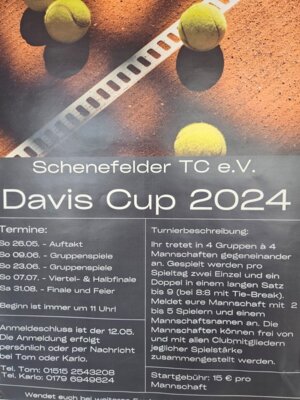 Schenefelder TC e.V.
Davis Cup 2024
Termine:
So 26.05. - Auftakt
So 09.06. - Gruppenspiele
So 23.06. - Gruppenspiele
So 07.07. - Viertel- & Halbfinale
Sa 31.08. - Finale und Feier
Beginn ist immer um 11 Uhr!
Anmeldeschluss ist der 12.05.
Die Anmeldung erfolgt
persönlich oder per Nachricht
bei Tom oder Karlo.
Tel. Tom: 01515 2543208
Tel. Karlo: 0179 6949624
Turnierbeschreibung:
Ihr tretet in 4 Gruppen à 4
Mannschaften gegeneinander
an. Gespielt werden pro
Spieltag zwei Einzel und ein
Doppel in einem langen Satz
bis 9 (bei 8:8 mit Tie-Break).
Meldet eure Mannschaft mit 2
bis 5 Spielern und einem
Mannschaftsnamen an. Die
Mannschaften können frei von
und mit allen Clubmitgliedern
jeglicher Spielstärke
zusammengestellt werden.
Startgebühr: 15 € pro
Mannschaft
Wendet euch bei weiteren